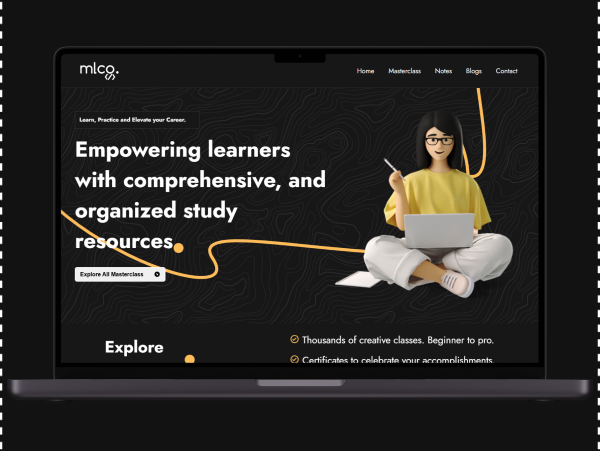 mlco.
Home Masterclass Notes Blogs Contact
Learn, Practice and Elevate your Career.
Empowering learners
with comprehensive, and
organized study
resources
Explore All Masterclass
Explore
Thousands of creative classes. Beginner to pro.
Certificates to celebrate your accomplishments.